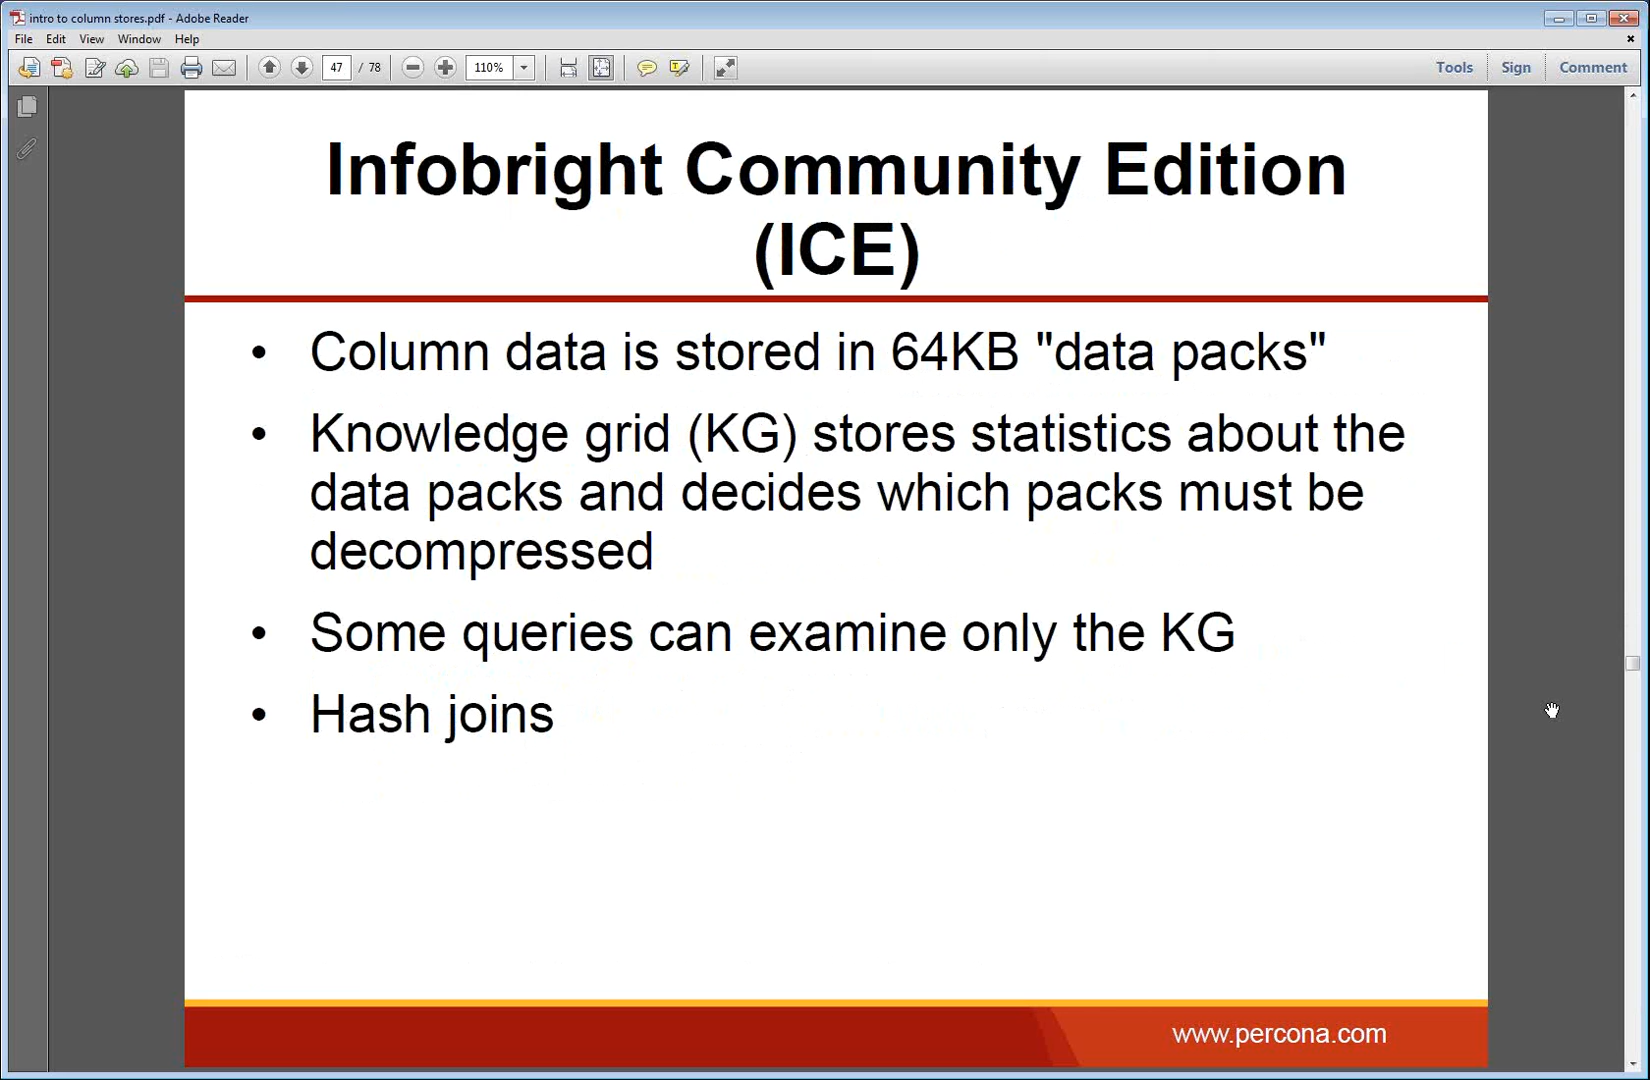 intro to column stores.pdf - Adobe Reader
File Edit View Window Help
47 / 78 110% Tools Sign Comment
Infobright Community Edition
(ICE)
• Column data is stored in 64KB "data packs"
• Knowledge grid (KG) stores statistics about the
data packs and decides which packs must be
decompressed
• Some queries can examine only the KG
• Hash joins
www.percona.com